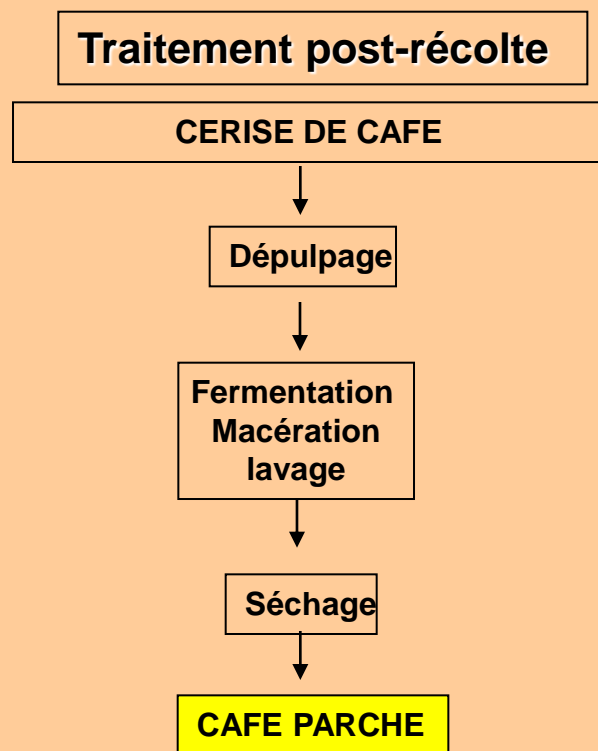 Traitement post-récolte
CERISE DE CAFE
Dépulpage
Fermentation
Macération
lavage
Séchage
CAFE PARCHE